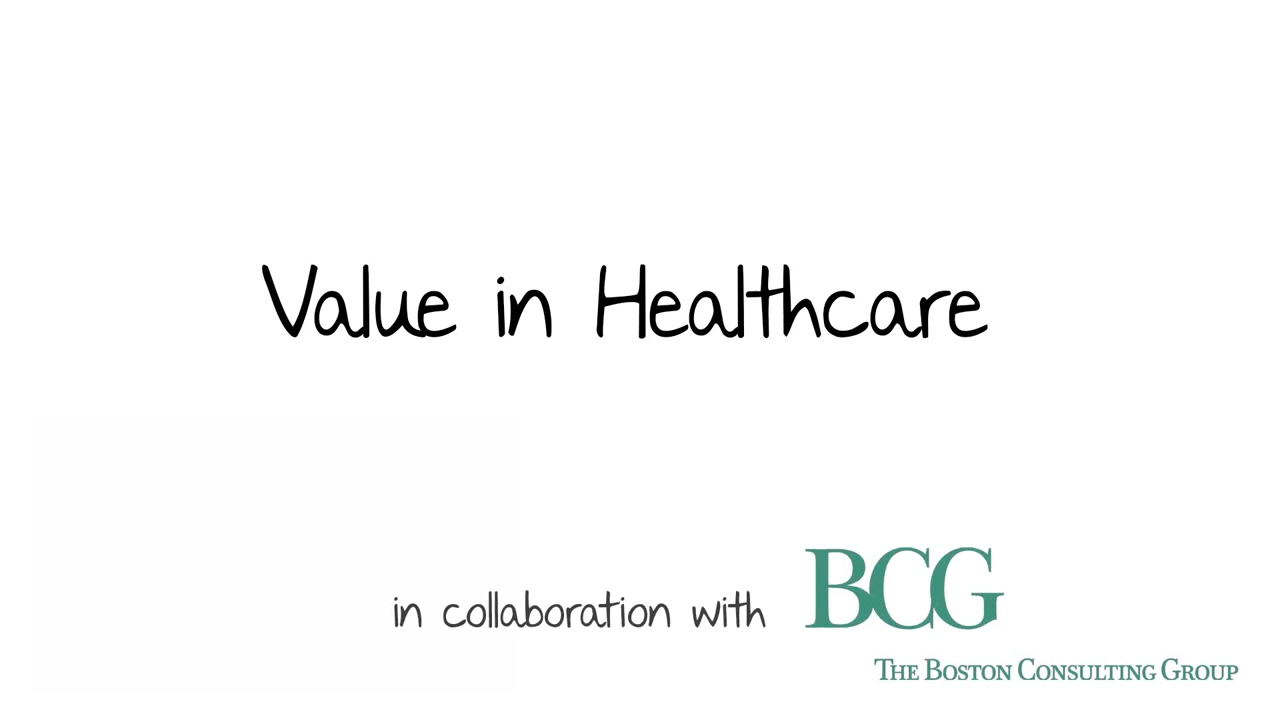 Value in Healthcare
in collaboration with BCG
THE BOSTON CONSULTING GROUP